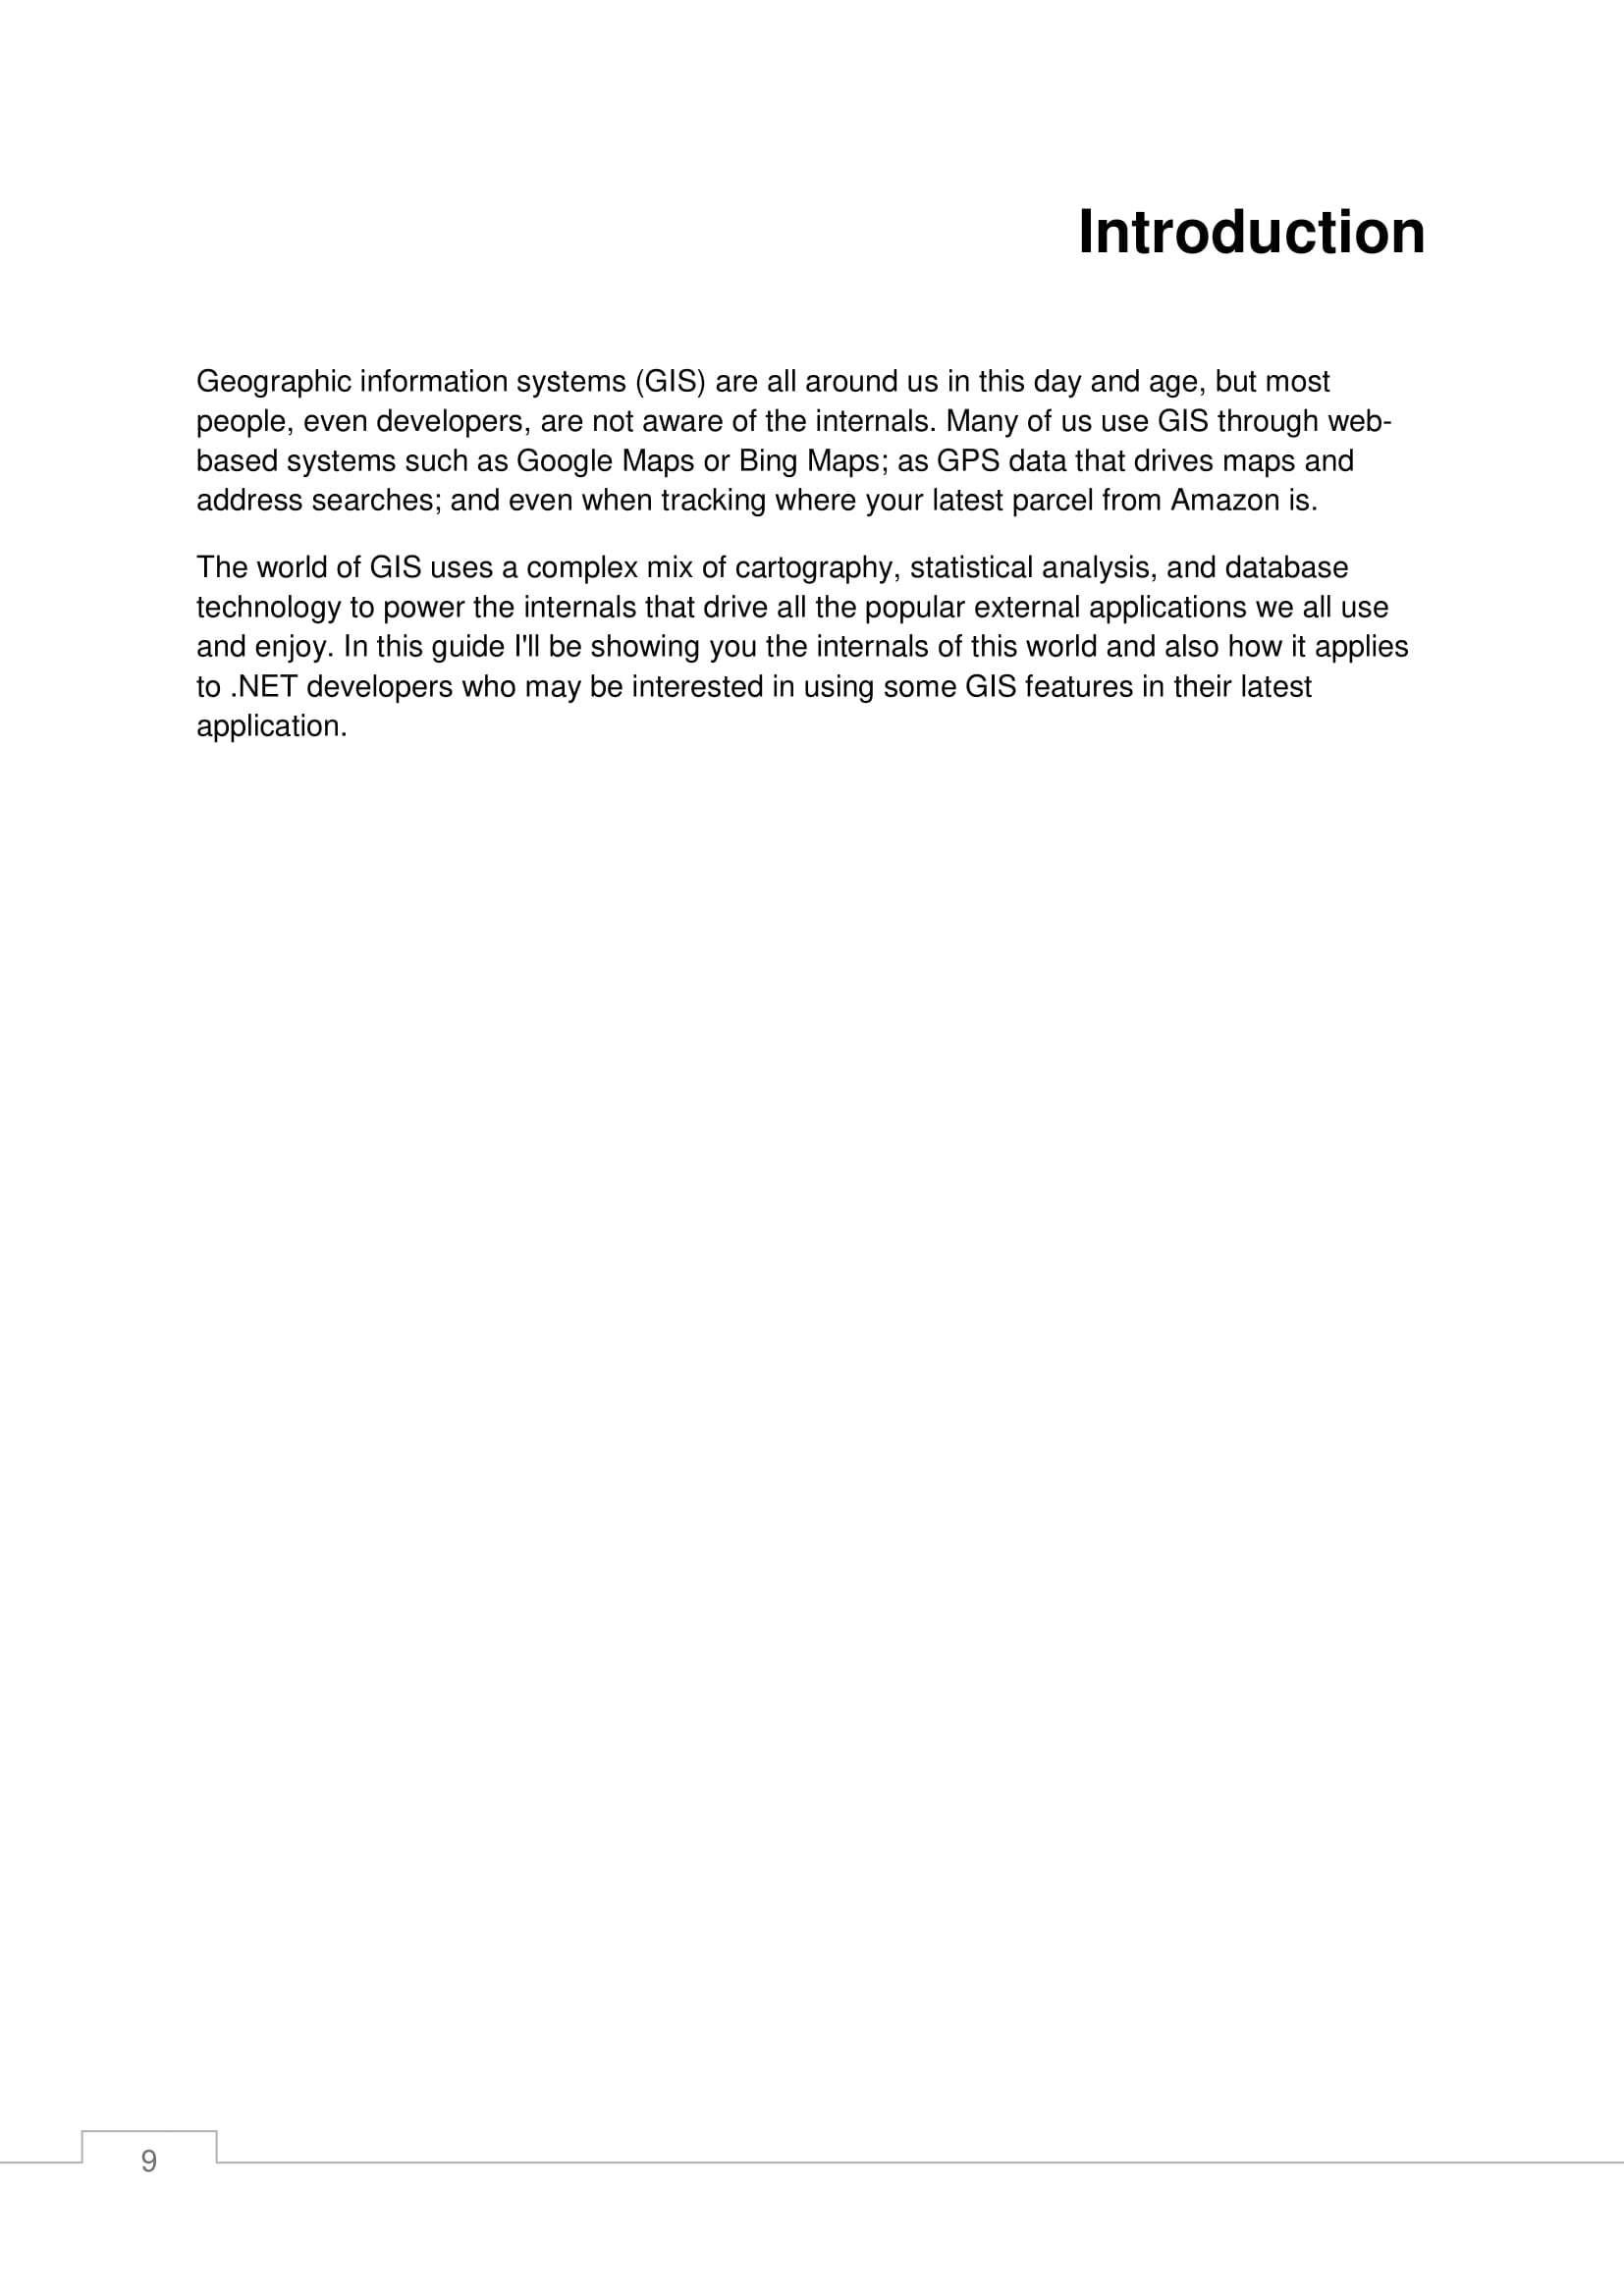 Introduction
Geographic information systems (GIS) are all around us in this day and age, but most
people, even developers, are not aware of the internals. Many of us use GIS through web-
based systems such as Google Maps or Bing Maps; as GPS data that drives maps and
address searches; and even when tracking where your latest parcel from Amazon is.
The world of GIS uses a complex mix of cartography, statistical analysis, and database
technology to power the internals that drive all the popular external applications we all use
and enjoy. In this guide I'll be showing you the internals of this world and also how it applies
to .NET developers who may be interested in using some GIS features in their latest
application.
9